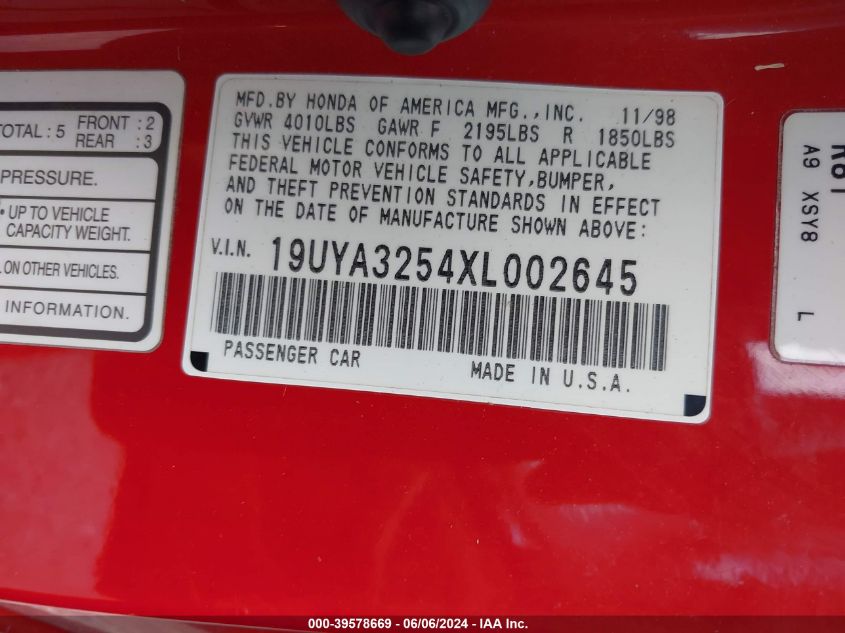 TOTAL : 5 FRONT : 2
REAR : 3
PRESSURE.
• UP TO VEHICLE
CAPACITY WEIGHT.
ON OTHER VEHICLES.
INFORMATION.
MFD.BY HONDA OF AMERICA MFG.,INC. 11/98
GVWR 4010LBS GAWR F 2195LBS R 1850LBS
THIS VEHICLE CONFORMS TO ALL APPLICABLE
FEDERAL MOTOR VEHICLE SAFETY,BUMPER,
AND THEFT PREVENTION STANDARDS IN EFFECT
ON THE DATE OF MANUFACTURE SHOWN ABOVE:
V.I.N. 19UYA3254XL002645
PASSENGER CAR MADE IN U.S.A.
R81
A9 XSY8 L
000-39578669 - 06/06/2024 - IAA Inc.